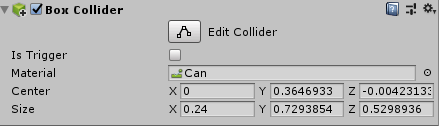 Box Collider
Edit Collider
Is Trigger
Material Can
Center X 0 Y 0.3646933 Z -0.00423133
Size X 0.24 Y 0.7293854 Z 0.5298936